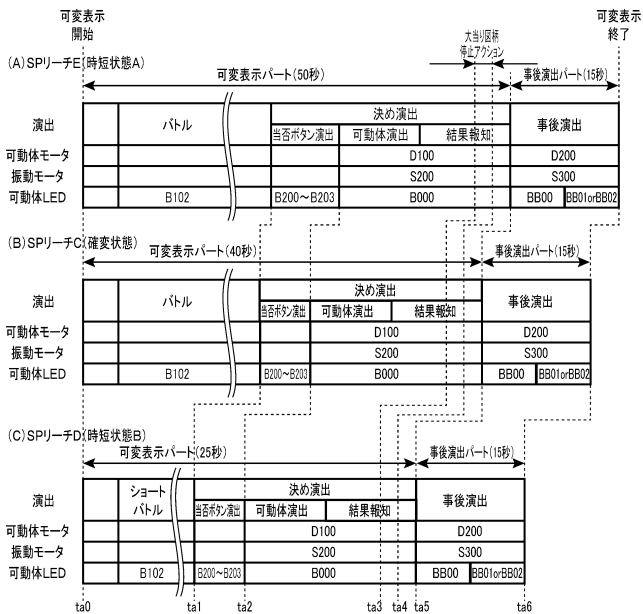 可変表示
開始
可変表示
終了
大当り図柄
停止アクション
(A)SPリーチE(時短状態A)
可変表示パート(50秒)
事後演出パート(15秒)
演出
バトル
決め演出
当否ボタン演出
可動体演出
結果報知
事後演出
可動体モータ
D100
D200
振動モータ
S200
S300
可動体LED
B102
B200～B203
B000
BB00
BB01orBB02
(B)SPリーチC(確変状態)
可変表示パート(40秒)
事後演出パート(15秒)
演出
バトル
決め演出
当否ボタン演出
可動体演出
結果報知
事後演出
可動体モータ
D100
D200
振動モータ
S200
S300
可動体LED
B102
B200～B203
B000
BB00
BB01orBB02
(C)SPリーチD(時短状態B)
可変表示パート(25秒)
事後演出パート(15秒)
演出
ショート
バトル
決め演出
当否ボタン演出
可動体演出
結果報知
事後演出
可動体モータ
D100
D200
振動モータ
S200
S300
可動体LED
B102
B200～B203
B000
BB00
BB01orBB02
ta0
ta1
ta2
ta3
ta4
ta5
ta6